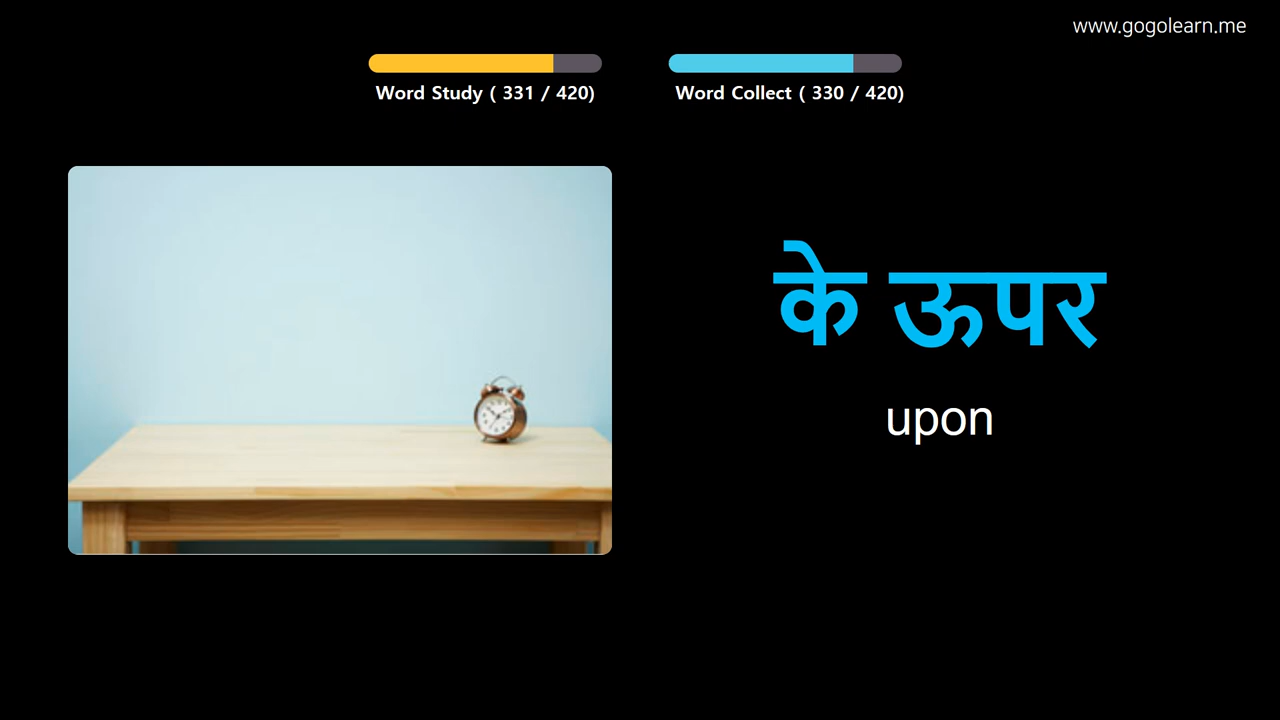 www.gogolearn.me
Word Study ( 331 / 420)
Word Collect ( 330 / 420)
के ऊपर
upon